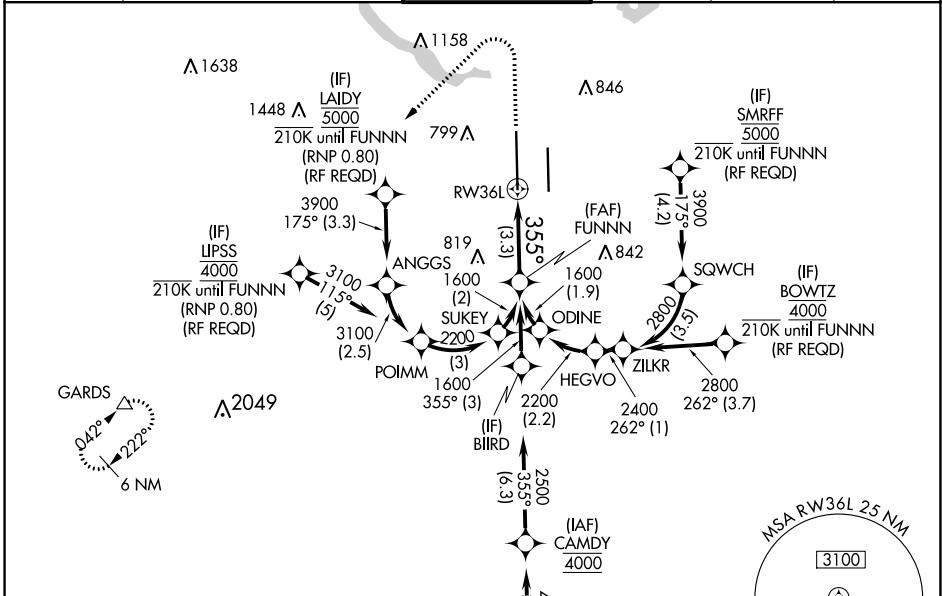 1158
1638
846
(IF)
LAIDY
5000
210K until FUNNN
(RNP 0.80)
(RF REQD)
1448
799
(IF)
SMRFF
5000
210K until FUNNN
(RF REQD)
RW36L
3900
175° (3.3)
3900
175°
(4.2)
355°
(3.3)
(FAF)
FUNNN
819
842
(IF)
LIPSS
4000
210K until FUNNN
(RNP 0.80)
(RF REQD)
ANGGS
SQWCH
3100
115°
(5)
1600
(2)
1600
(1.9)
(IF)
BOWTZ
4000
210K until FUNNN
(RF REQD)
SUKEY
ODINE
2800
(3.5)
3100
(2.5)
2200
(3)
POIMM
ZILKR
HEGVO
1600
355° (3)
2200
(2.2)
2400
262° (1)
2800
262° (3.7)
(IF)
BIIRD
GARDS
2049
042°
222°
6 NM
2500
355°
(6.3)
(IAF)
CAMDY
4000
MSA RW36L 25 NM
3100